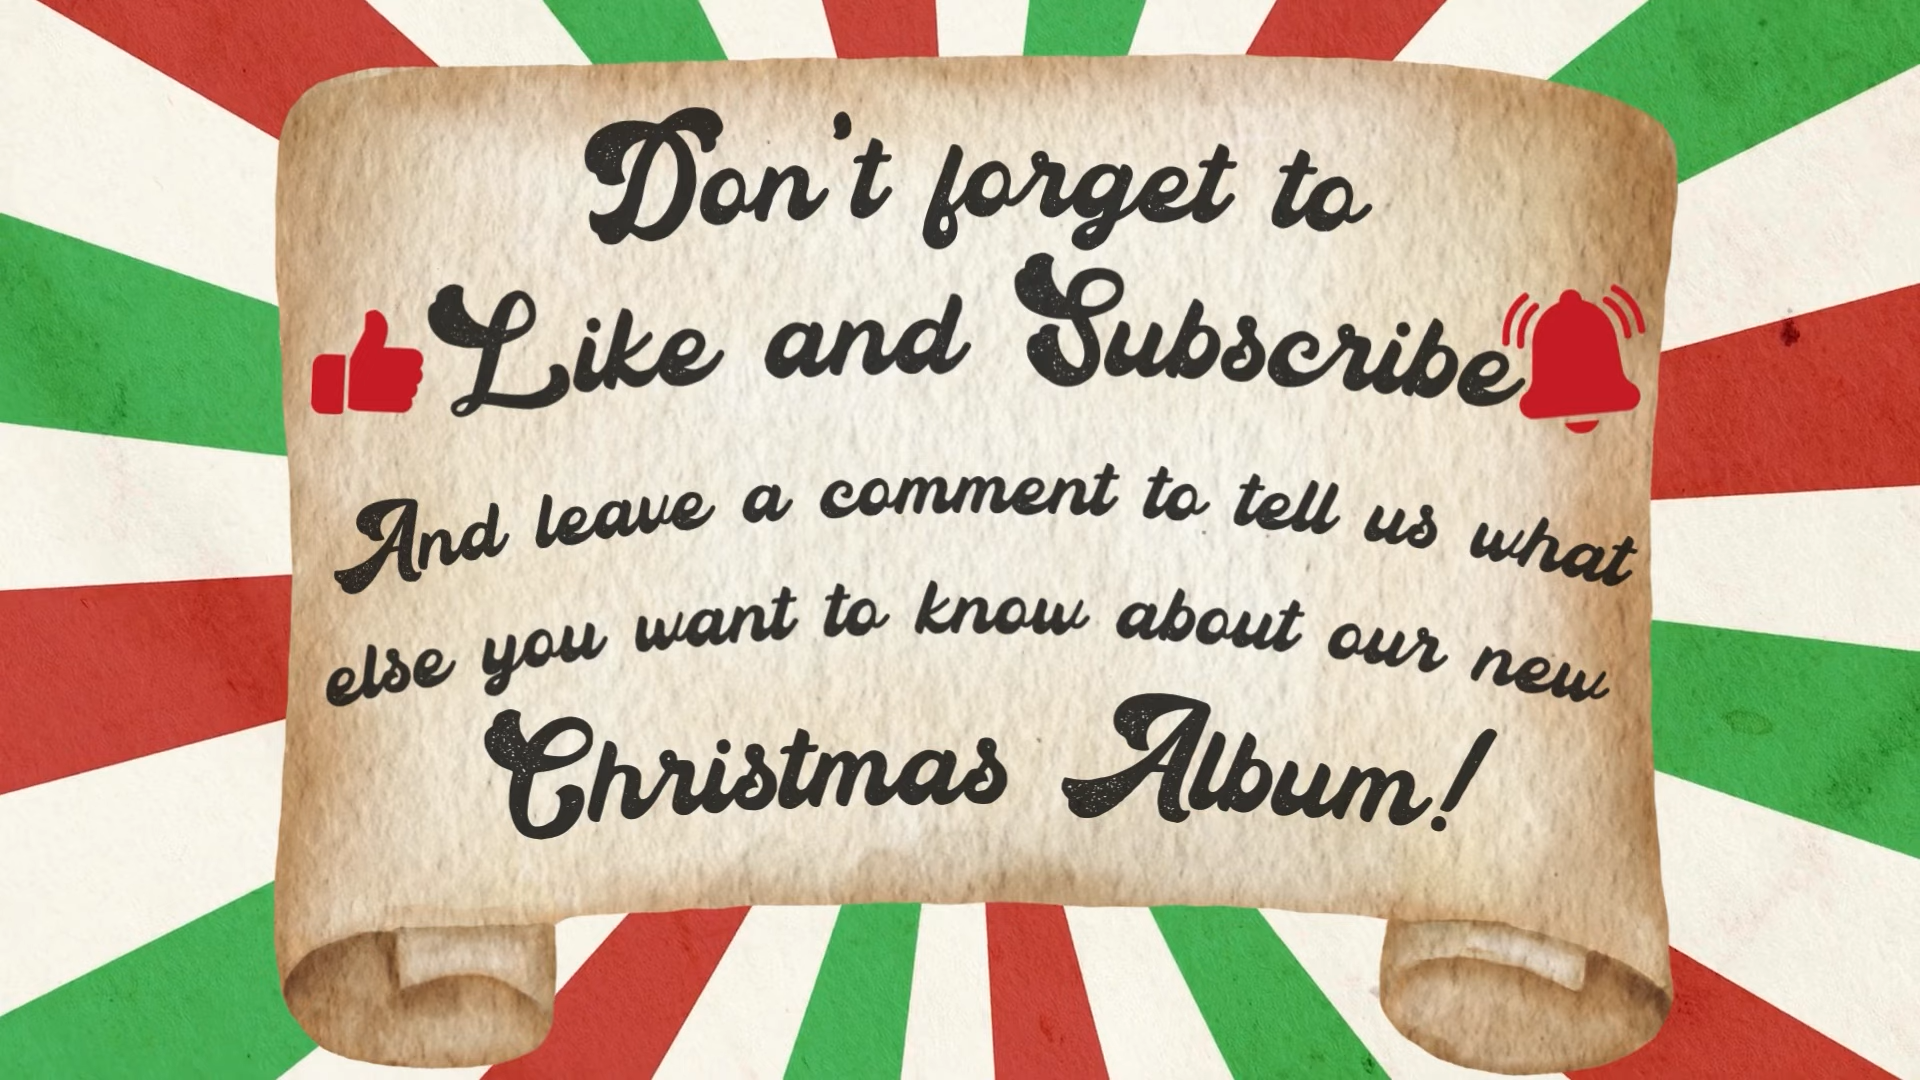 Don't forget to
Like and Subscribe
And leave a comment to tell us what
else you want to know about our new
Christmas Album!